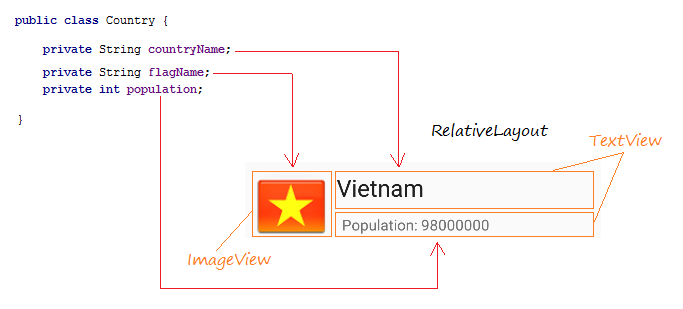 public class Country {
private String countryName;
private String flagName;
private int population;
}
RelativeLayout
TextView
Vietnam
Population: 98000000
ImageView